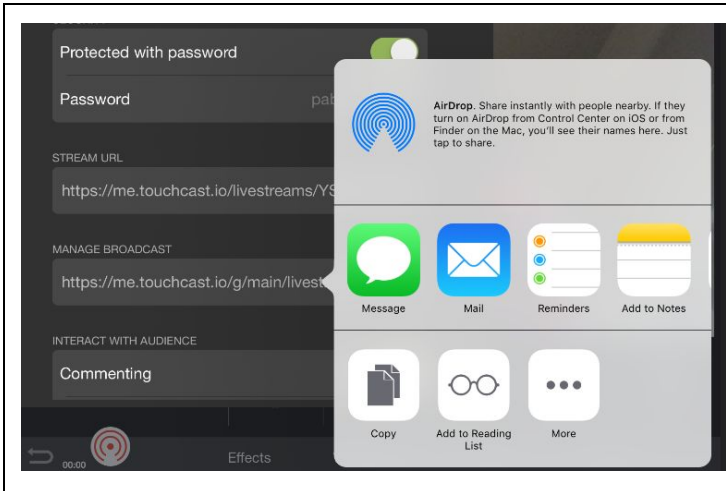 Protected with password
Password
STREAM URL
https://me.touchcast.io/livestreams/YS
MANAGE BROADCAST
https://me.touchcast.io/g/main/livest
INTERACT WITH AUDIENCE
Commenting
00:00
Effects
AirDrop. Share instantly with people nearby. If they
turn on AirDrop from Control Center on iOS or from
Finder on the Mac, you'll see their names here. Just
tap to share.
Message
Mail
Reminders
Add to Notes
Copy
Add to Reading
List
More